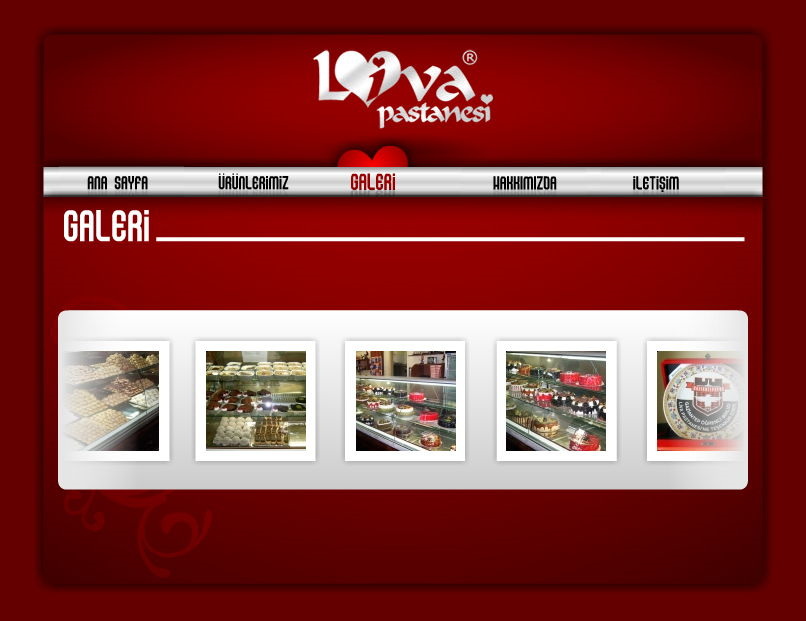 Liva®
pastanesi
ANA SAYFA ÜRÜNLERİMİZ GALERİ HAKKIMIZDA İLETİŞİM
GALERİ